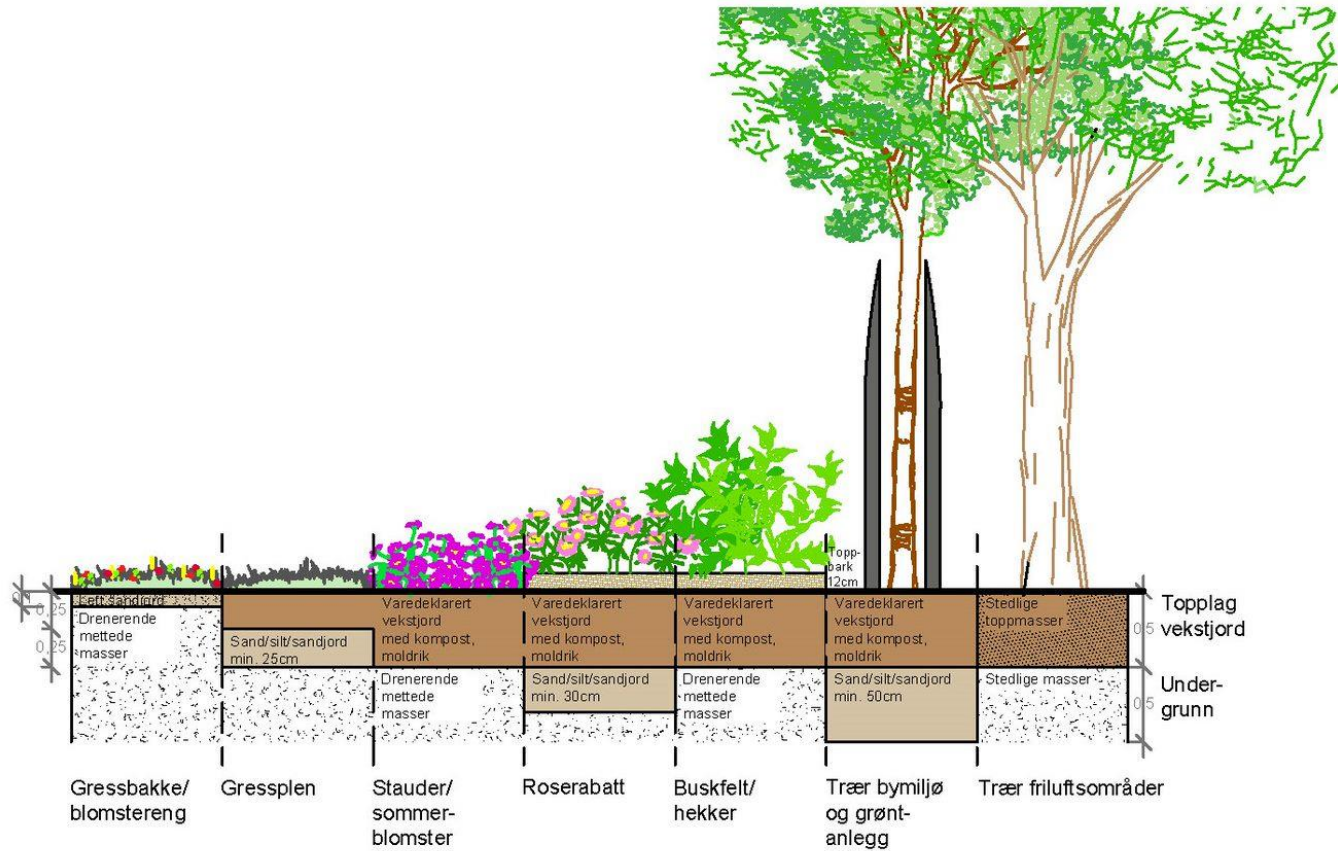 Topp-
bark
12cm
Lett sandjord
Drenerende
mettede
masser
Sand/silt/sandjord
min. 25cm
Varedeklarert
vekstjord
med kompost,
moldrik
Drenerende
mettede
masser
Varedeklarert
vekstjord
med kompost,
moldrik
Sand/silt/sandjord
min. 30cm
Varedeklarert
vekstjord
med kompost,
moldrik
Drenerende
mettede
masser
Varedeklarert
vekstjord
med kompost,
moldrik
Sand/silt/sandjord
min. 50cm
Stedlige
toppmasser
Stedlige masser
0,25
0,25
0,5
0,5
Topplag
vekstjord
Under-
grunn
Gressbakke/
blomstereng
Gressplen
Stauder/
sommer-
blomster
Roserabatt
Buskfelt/
hekker
Trær bymiljø
og grønt-
anlegg
Trær friluftsområder